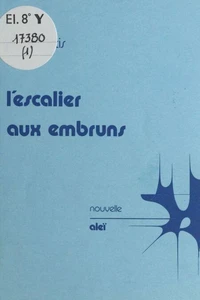 El. 8° Y
17380
(1)
l'escalier
aux embruns
nouvelle
aleï